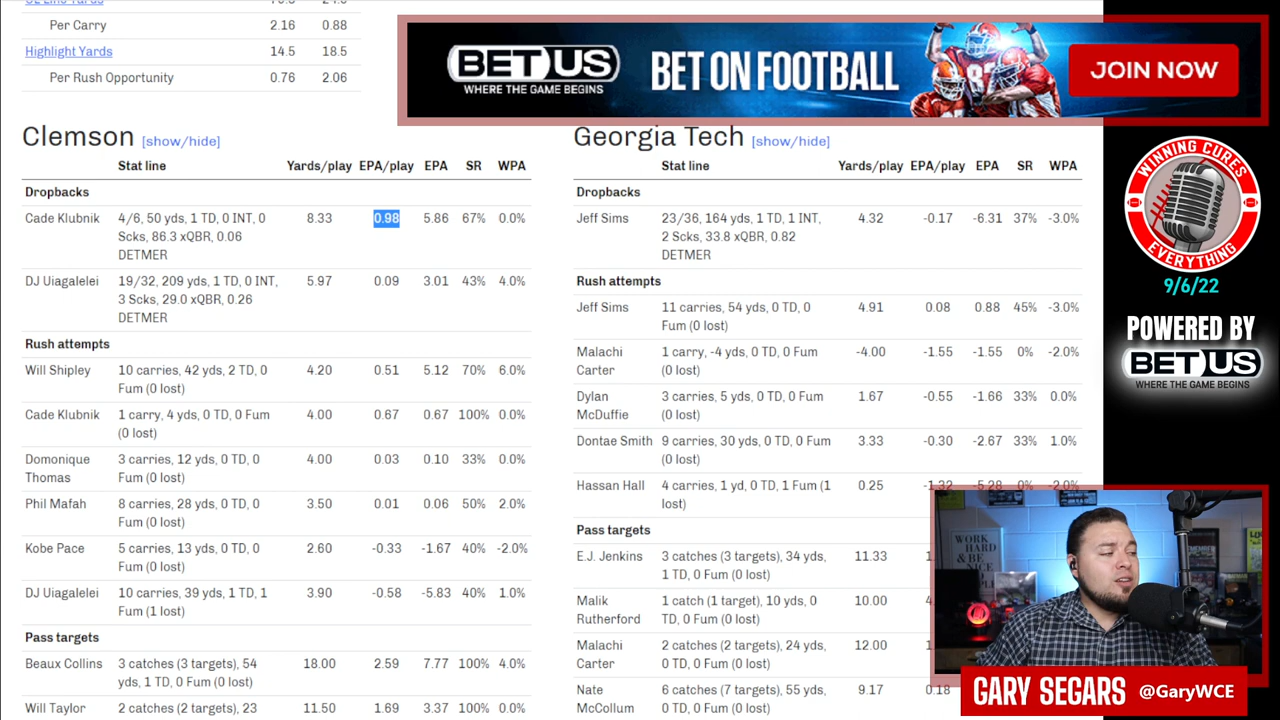 Per Carry 2.16 0.88
Highlight Yards 14.5 18.5
Per Rush Opportunity 0.76 2.06
BETUS
WHERE THE GAME BEGINS
BET ON FOOTBALL
JOIN NOW
Clemson [show/hide]
Stat line Yards/play EPA/play EPA SR WPA
Dropbacks
Cade Klubnik 4/6, 50 yds, 1 TD, 0 INT, 0 8.33 0.98 5.86 67% 0.0%
Scks, 86.3 xQBR, 0.06
DETMER
DJ Uiagalelei 19/32, 209 yds, 1 TD, 0 INT, 5.97 0.09 3.01 43% 4.0%
3 Scks, 29.0 xQBR, 0.26
DETMER
Rush attempts
Will Shipley 10 carries, 42 yds, 2 TD, 0 4.20 0.51 5.12 70% 6.0%
Fum (0 lost)
Cade Klubnik 1 carry, 4 yds, 0 TD, 0 Fum 4.00 0.67 0.67 100% 0.0%
(0 lost)
Domonique 3 carries, 12 yds, 0 TD, 0 4.00 0.03 0.10 33% 0.0%
Thomas Fum (0 lost)
Phil Mafah 8 carries, 28 yds, 0 TD, 0 3.50 0.01 0.06 50% 2.0%
Fum (0 lost)
Kobe Pace 5 carries, 13 yds, 0 TD, 0 2.60 -0.33 -1.67 40% -2.0%
Fum (0 lost)
DJ Uiagalelei 10 carries, 39 yds, 1 TD, 1 3.90 -0.58 -5.83 40% 1.0%
Fum (1 lost)
Pass targets
Beaux Collins 3 catches (3 targets), 54 18.00 2.59 7.77 100% 4.0%
yds, 1 TD, 0 Fum (0 lost)
Will Taylor 2 catches (2 targets), 23 11.50 1.69 3.37 100% 0.0%
Georgia Tech [show/hide]
Stat line Yards/play EPA/play EPA SR WPA
Dropbacks
Jeff Sims 23/36, 164 yds, 1 TD, 1 INT, 4.32 -0.17 -6.31 37% -3.0%
2 Scks, 33.8 xQBR, 0.82
DETMER
Rush attempts
Jeff Sims 11 carries, 54 yds, 0 TD, 0 4.91 0.08 0.88 45% -3.0%
Fum (0 lost)
Malachi 1 carry, -4 yds, 0 TD, 0 Fum -4.00 -1.55 -1.55 0% -2.0%
Carter (0 lost)
Dylan 3 carries, 5 yds, 0 TD, 0 Fum 1.67 -0.55 -1.66 33% 0.0%
McDuffie (0 lost)
Dontae Smith 9 carries, 30 yds, 0 TD, 0 3.33 -0.30 -2.67 33% 1.0%
Fum (0 lost)
Hassan Hall 4 carries, 1 yd, 0 TD, 1 Fum (1 0.25 -1.32 -5.28 0% -2.0%
lost)
Pass targets
E.J. Jenkins 3 catches (3 targets), 34 yds, 11.33
1 TD, 0 Fum (0 lost)
Malik 1 catch (1 target), 10 yds, 0 10.00
Rutherford TD, 0 Fum (0 lost)
Malachi 2 catches (2 targets), 24 yds, 12.00
Carter 0 TD, 0 Fum (0 lost)
Nate 6 catches (7 targets), 55 yds, 9.17 0.18
McCollum 0 TD, 0 Fum (0 lost)
WINNING CURES
EVERYTHING
9/6/22
POWERED BY
BETUS
WHERE THE GAME BEGINS
WORK
HARD
GARY SEGARS @GaryWCE